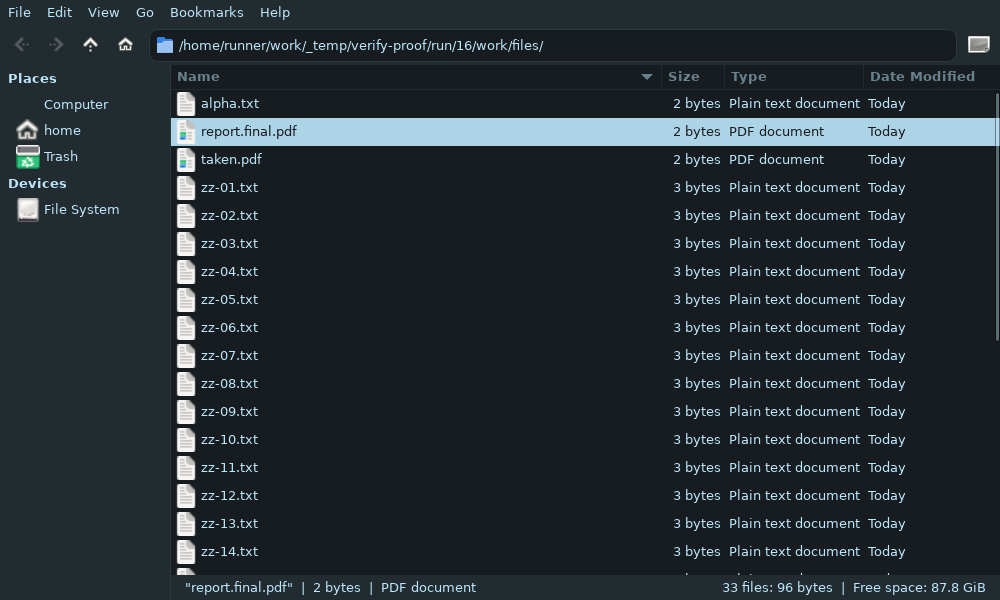 File Edit View Go Bookmarks Help
/home/runner/work/_temp/verify-proof/run/16/work/files/
Places
Computer
home
Trash
Devices
File System
Name Size Type Date Modified
alpha.txt 2 bytes Plain text document Today
report.final.pdf 2 bytes PDF document Today
taken.pdf 2 bytes PDF document Today
zz-01.txt 3 bytes Plain text document Today
zz-02.txt 3 bytes Plain text document Today
zz-03.txt 3 bytes Plain text document Today
zz-04.txt 3 bytes Plain text document Today
zz-05.txt 3 bytes Plain text document Today
zz-06.txt 3 bytes Plain text document Today
zz-07.txt 3 bytes Plain text document Today
zz-08.txt 3 bytes Plain text document Today
zz-09.txt 3 bytes Plain text document Today
zz-10.txt 3 bytes Plain text document Today
zz-11.txt 3 bytes Plain text document Today
zz-12.txt 3 bytes Plain text document Today
zz-13.txt 3 bytes Plain text document Today
zz-14.txt 3 bytes Plain text document Today
"report.final.pdf" | 2 bytes | PDF document 33 files: 96 bytes | Free space: 87.8 GiB